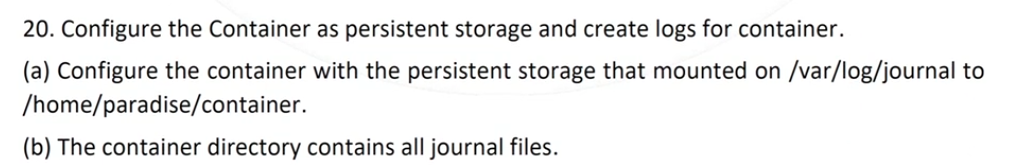 20. Configure the Container as persistent storage and create logs for container.
(a) Configure the container with the persistent storage that mounted on /var/log/journal to
/home/paradise/container.
(b) The container directory contains all journal files.